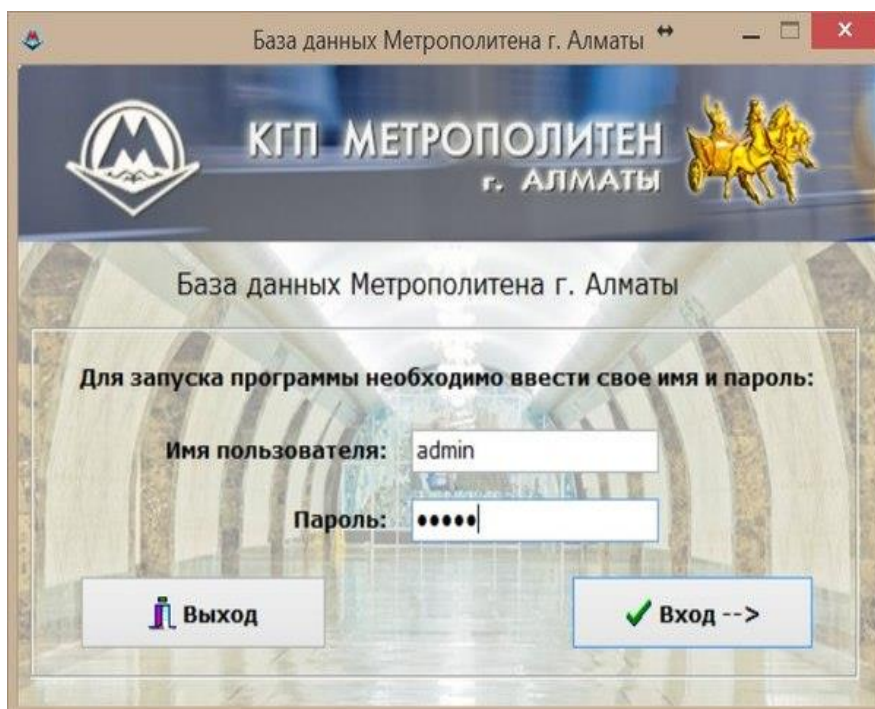 База данных Метрополитена г. Алматы
КГП МЕТРОПОЛИТЕН
г. АЛМАТЫ
База данных Метрополитена г. Алматы
Для запуска программы необходимо ввести свое имя и пароль:
Имя пользователя: admin
Пароль: •••••
Выход
Вход -->